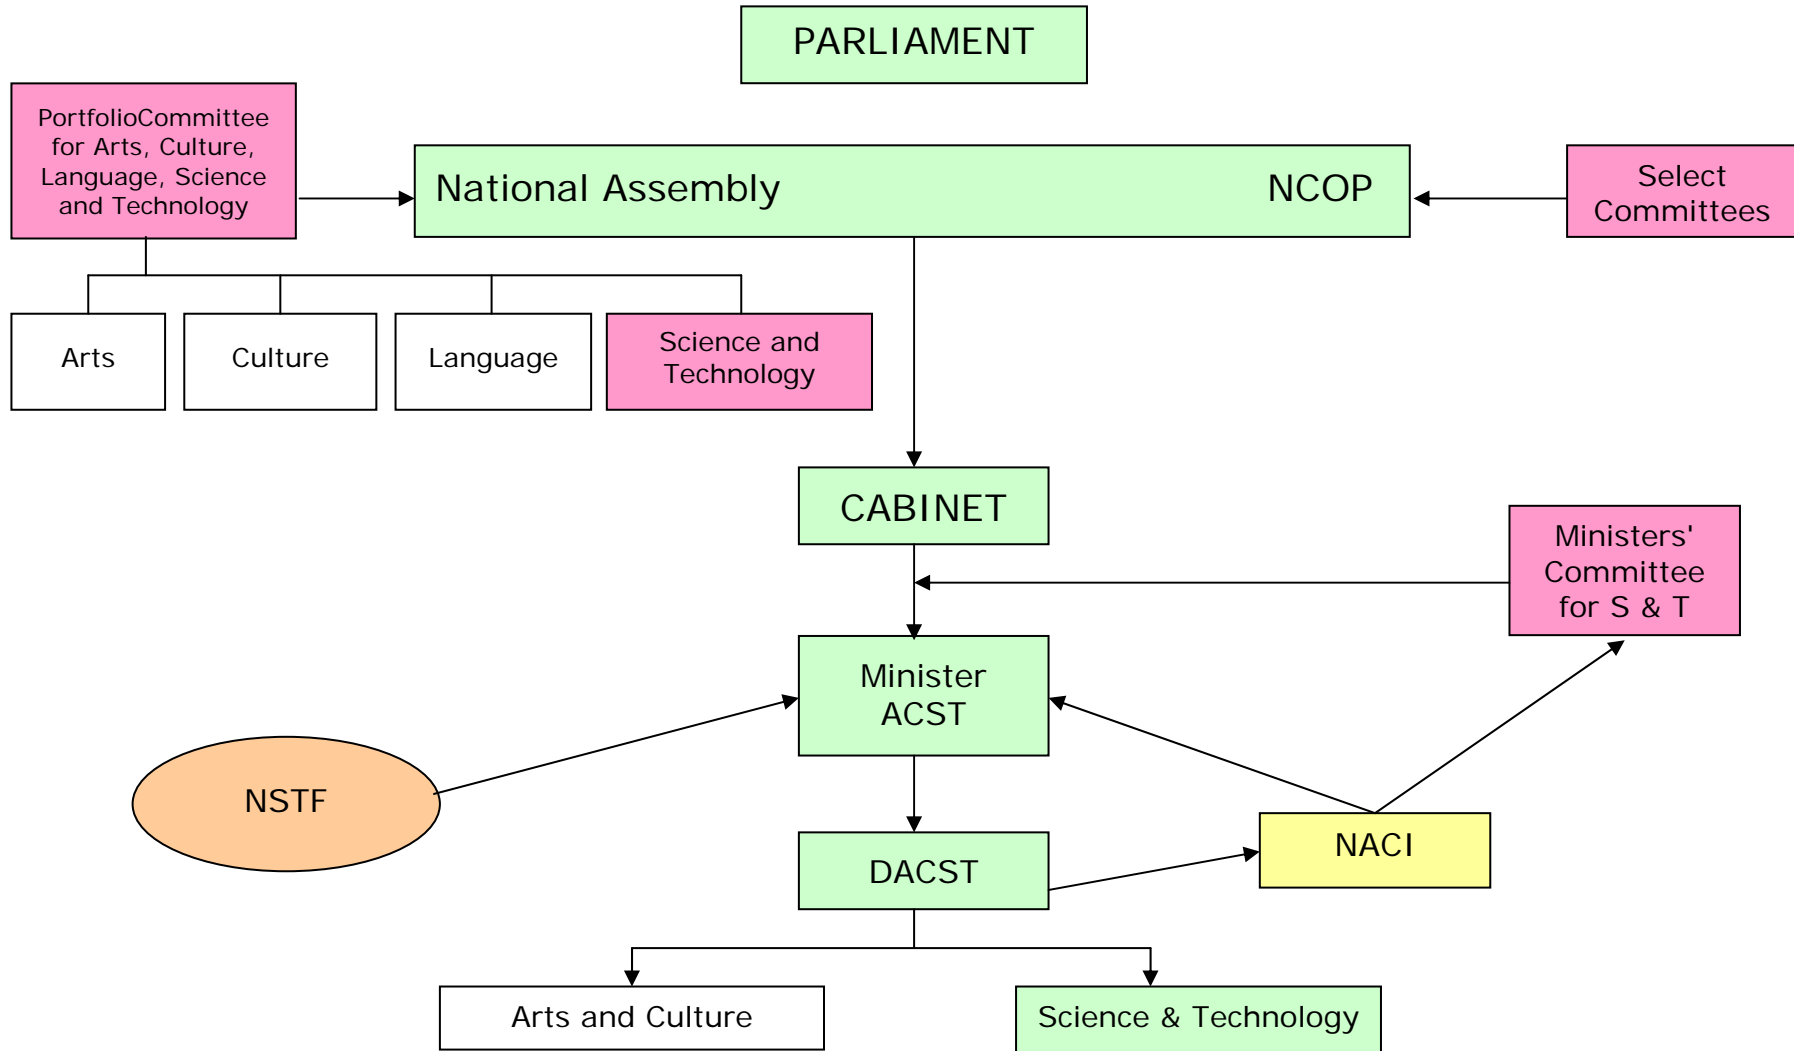 PARLIAMENT
PortfolioCommittee
for Arts, Culture,
Language, Science
and Technology
National Assembly
NCOP
Select
Committees
Arts
Culture
Language
Science and
Technology
CABINET
Ministers'
Committee
for S & T
Minister
ACST
NSTF
NACI
DACST
Arts and Culture
Science & Technology